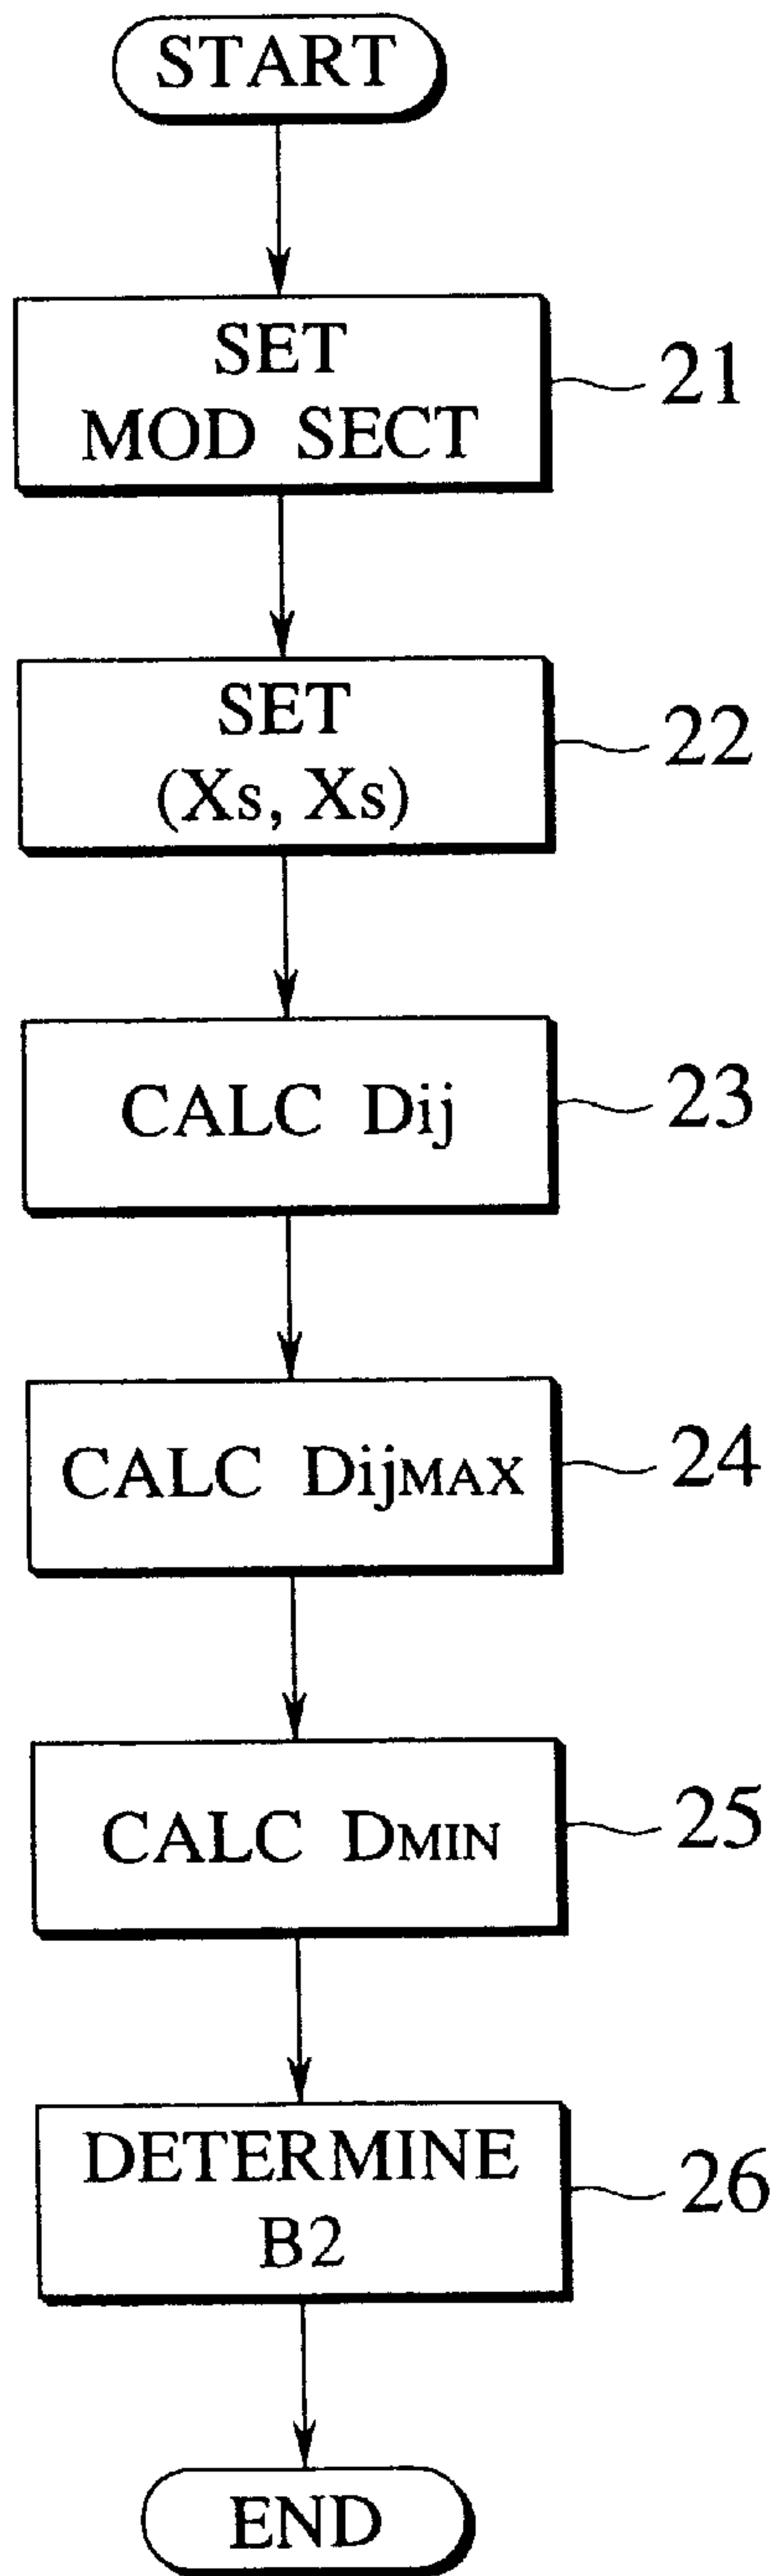 START
SET
MOD SECT
21
SET
(Xs, Xs)
22
CALC Dij
23
CALC DijMAX
24
CALC DMIN
25
DETERMINE
B2
26
END